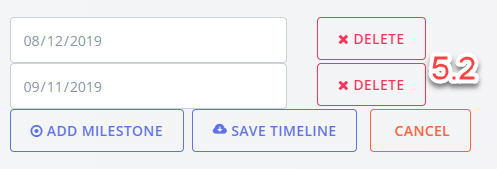 08/12/2019 DELETE
09/11/2019 DELETE 5.2
ADD MILESTONE SAVE TIMELINE CANCEL